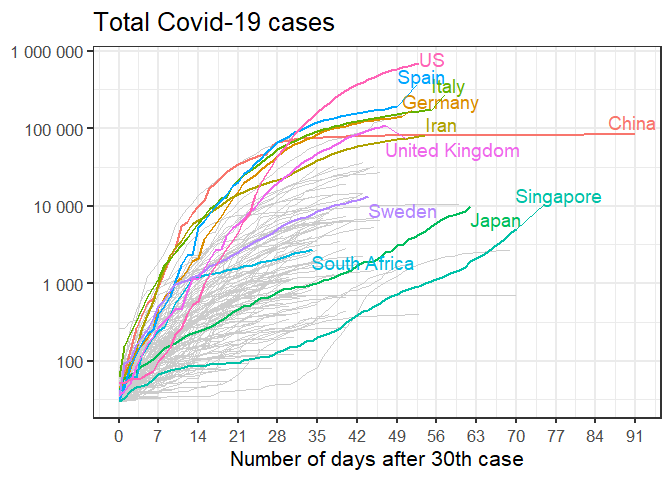 Total Covid-19 cases
1 000 000
100 000
10 000
1 000
100
US
Spain
Italy
Germany
Iran
China
United Kingdom
Singapore
Sweden
Japan
South Africa
0 7 14 21 28 35 42 49 56 63 70 77 84 91
Number of days after 30th case